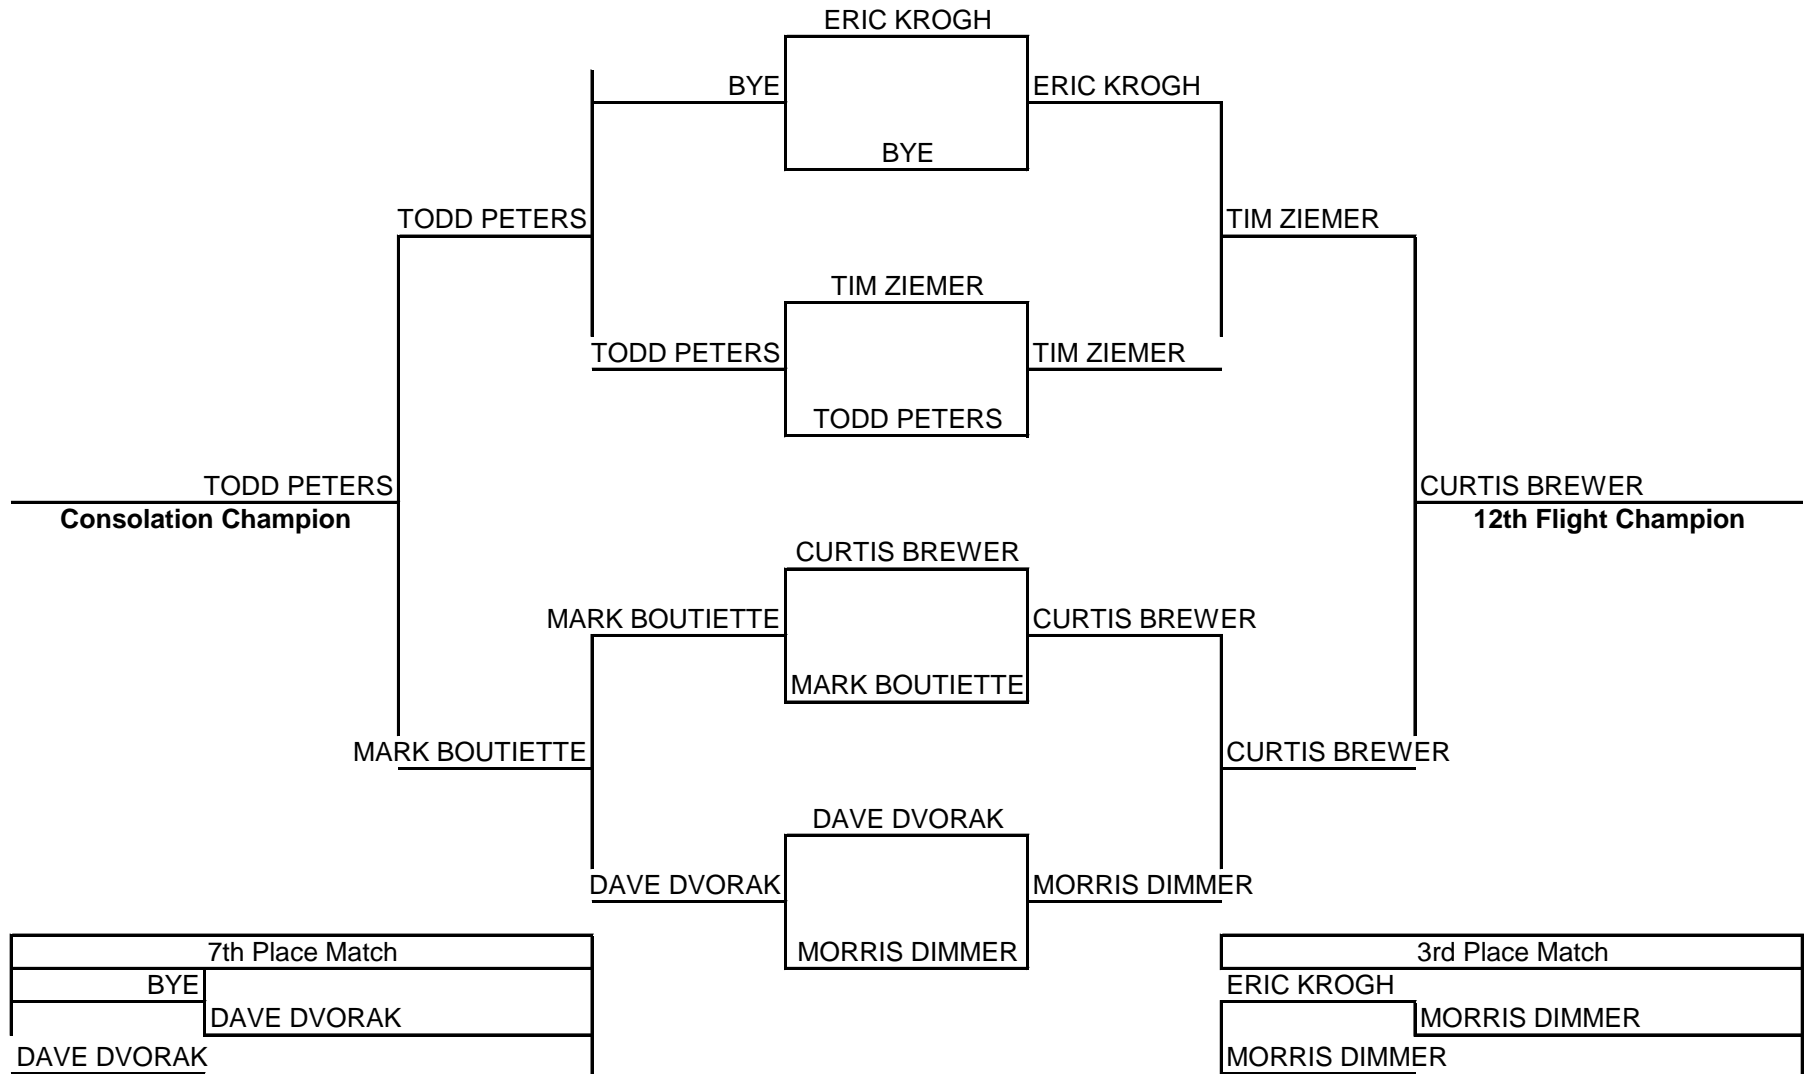 ERIC KROGH
BYE
ERIC KROGH
BYE
TODD PETERS
TIM ZIEMER
TIM ZIEMER
TODD PETERS
TIM ZIEMER
TODD PETERS
TODD PETERS
CURTIS BREWER
Consolation Champion
12th Flight Champion
CURTIS BREWER
MARK BOUTIETTE
CURTIS BREWER
MARK BOUTIETTE
MARK BOUTIETTE
CURTIS BREWER
DAVE DVORAK
DAVE DVORAK
MORRIS DIMMER
7th Place Match
MORRIS DIMMER
3rd Place Match
BYE
ERIC KROGH
DAVE DVORAK
MORRIS DIMMER
DAVE DVORAK
MORRIS DIMMER